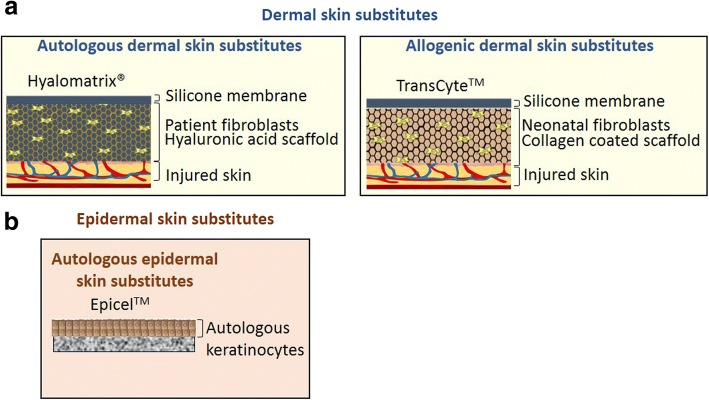 a
Dermal skin substitutes
Autologous dermal skin substitutes
Hyalomatrix®
Silicone membrane
Patient fibroblasts
Hyaluronic acid scaffold
Injured skin
Allogenic dermal skin substitutes
TransCyte™
Silicone membrane
Neonatal fibroblasts
Collagen coated scaffold
Injured skin
b
Epidermal skin substitutes
Autologous epidermal
skin substitutes
Epicel™
Autologous
keratinocytes